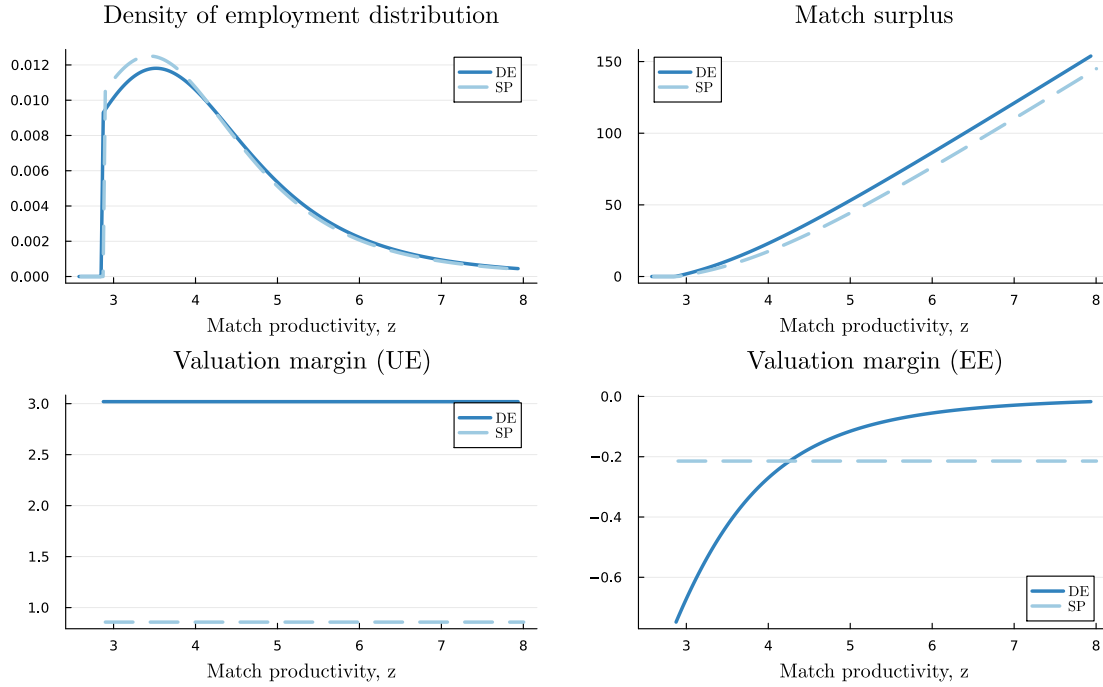 Density of employment distribution
0.012
0.010
0.008
0.006
0.004
0.002
0.000
DE
SP
3 4 5 6 7 8
Match productivity, z
Match surplus
150
100
50
0
DE
SP
3 4 5 6 7 8
Match productivity, z
Valuation margin (UE)
3.0
2.5
2.0
1.5
1.0
DE
SP
3 4 5 6 7 8
Match productivity, z
Valuation margin (EE)
0.0
−0.2
−0.4
−0.6
DE
SP
3 4 5 6 7 8
Match productivity, z